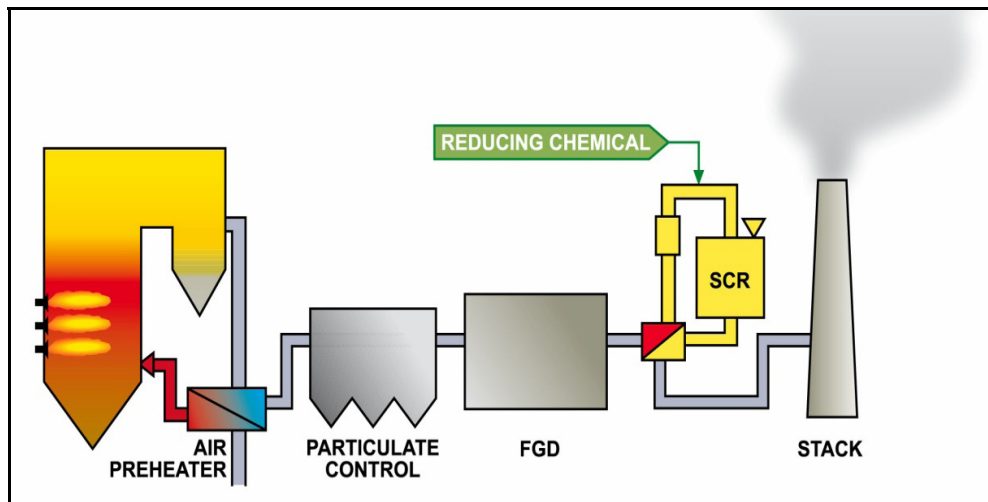 REDUCING CHEMICAL
SCR
AIR
PREHEATER
PARTICULATE
CONTROL
FGD
STACK